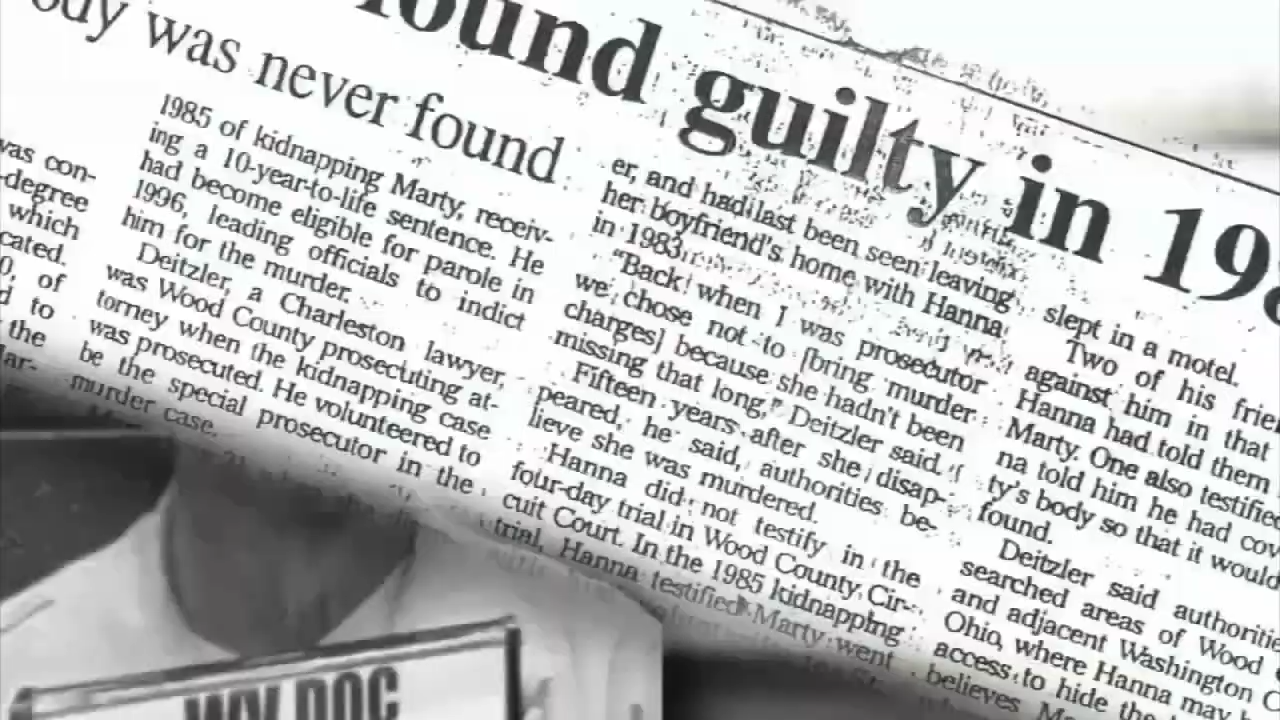 found guilty in 198
ody was never found
was con-
-degree
which
cated.
0, of
d to
the
Mar-
1985 of kidnapping Marty, receiv-
ing a 10-year-to-life sentence. He
had become eligible for parole in
1996, leading officials to indict
him for the murder.
Deitzler, a Charleston lawyer,
was Wood County prosecuting at-
torney when the kidnapping case
was prosecuted. He volunteered to
be the special prosecutor in the
murder case.
er, and had last been seen leaving
her boyfriend's home with Hanna
in 1983.
"Back when I was prosecutor
we chose not to [bring murder
charges] because she hadn't been
missing that long," Deitzler said.
Fifteen years after she disap-
peared, he said, authorities be-
lieve she was murdered.
Hanna did not testify in the
four-day trial in Wood County Cir-
cuit Court. In the 1985 kidnapping
trial, Hanna testified Marty went
slept in a motel.
Two of his frien
against him in that
Hanna had told them
Marty. One also testified
na told him he had cov
ty's body so that it would
found.
Deitzler said authoritie
searched areas of Wood
and adjacent Washington C
Ohio, where Hanna may
access to hide the
believes
WV DOC